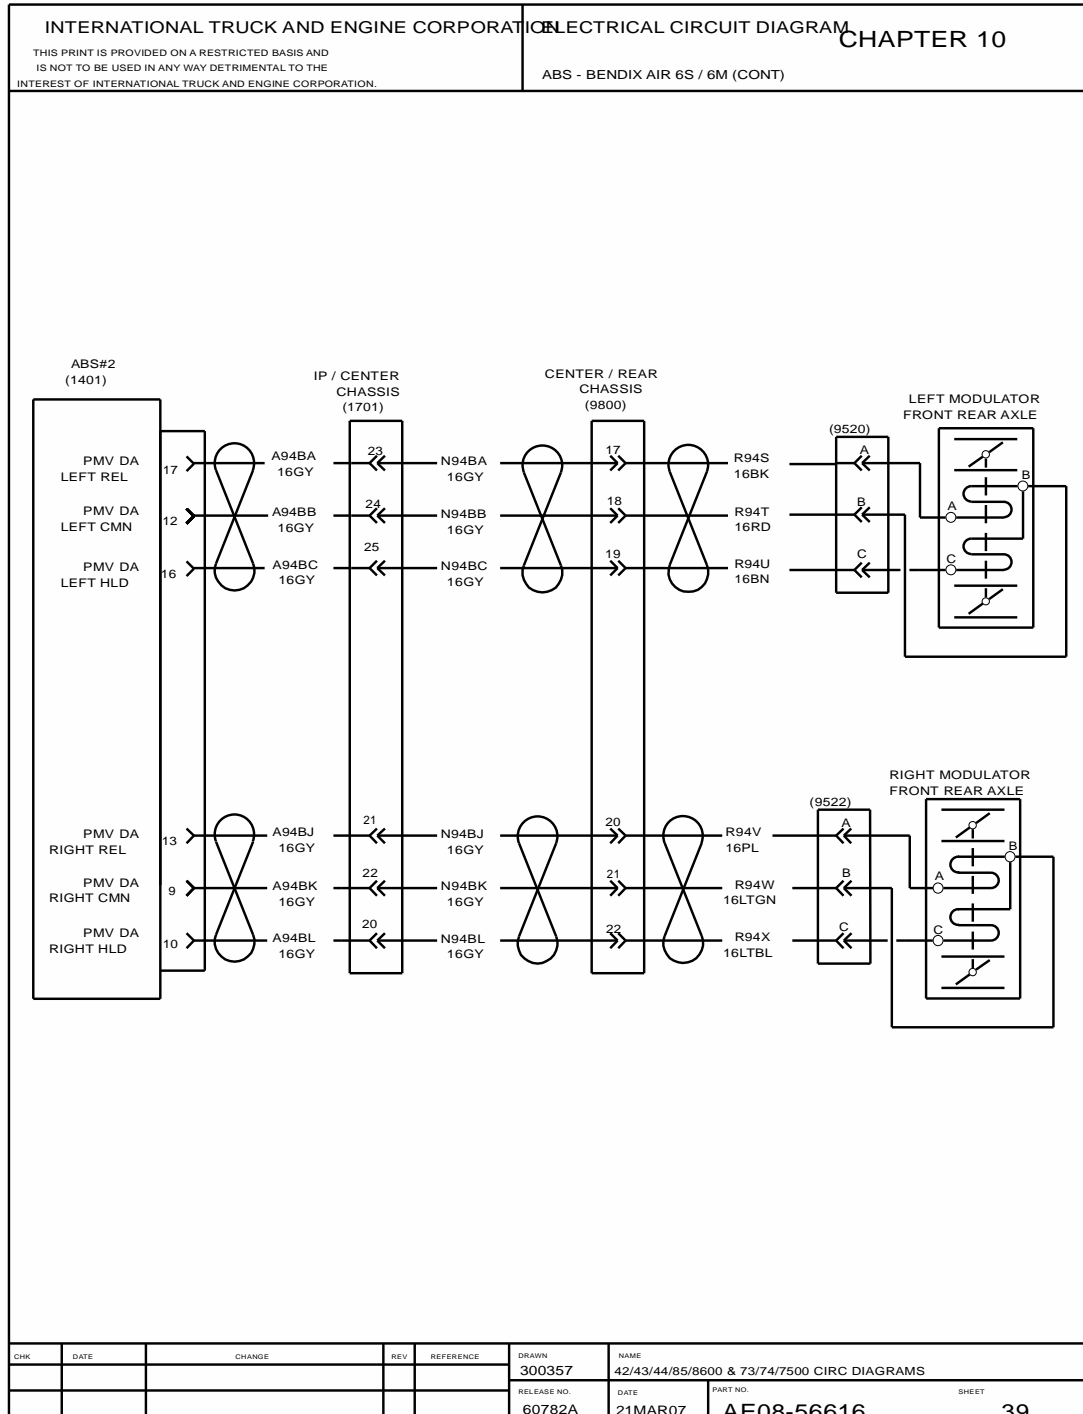 INTERNATIONAL TRUCK AND ENGINE CORPORATION
THIS PRINT IS PROVIDED ON A RESTRICTED BASIS AND
IS NOT TO BE USED IN ANY WAY DETRIMENTAL TO THE
INTEREST OF INTERNATIONAL TRUCK AND ENGINE CORPORATION.
ELECTRICAL CIRCUIT DIAGRAM
CHAPTER 10
ABS - BENDIX AIR 6S / 6M (CONT)
ABS#2
(1401)
IP / CENTER
CHASSIS
(1701)
CENTER / REAR
CHASSIS
(9800)
LEFT MODULATOR
FRONT REAR AXLE
(9520)
PMV DA
LEFT REL
17
A94BA
16GY
23
N94BA
16GY
17
R94S
16BK
A
PMV DA
LEFT CMN
12
A94BB
16GY
24
N94BB
16GY
18
R94T
16RD
B
PMV DA
LEFT HLD
16
A94BC
16GY
25
N94BC
16GY
19
R94U
16BN
C
B
A
C
RIGHT MODULATOR
FRONT REAR AXLE
(9522)
PMV DA
RIGHT REL
13
A94BJ
16GY
21
N94BJ
16GY
20
R94V
16PL
A
PMV DA
RIGHT CMN
9
A94BK
16GY
22
N94BK
16GY
21
R94W
16LTGN
B
PMV DA
RIGHT HLD
10
A94BL
16GY
20
N94BL
16GY
22
R94X
16LTBL
C
B
A
C
CHK DATE CHANGE REV REFERENCE
DRAWN
300357
NAME
42/43/44/85/8600 & 73/74/7500 CIRC DIAGRAMS
RELEASE NO.
60782A
DATE
21MAR07
PART NO.
AE08-56616
SHEET
39